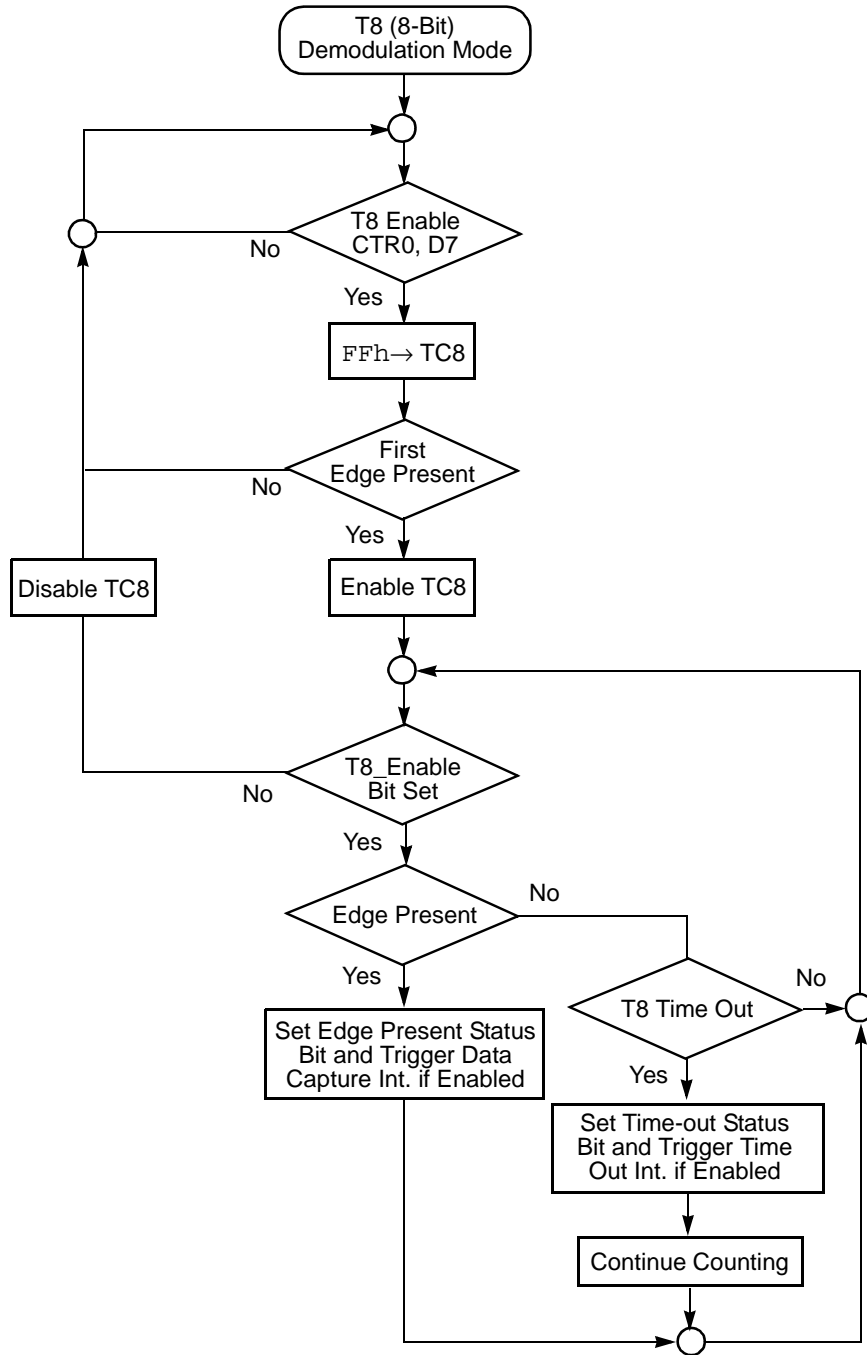 T8 (8-Bit)
Demodulation Mode
T8 Enable
CTR0, D7
No
Yes
FFh→ TC8
First
Edge Present
No
Yes
Disable TC8
Enable TC8
T8_Enable
Bit Set
No
Yes
Edge Present
No
Yes
T8 Time Out
No
Set Edge Present Status
Bit and Trigger Data
Capture Int. if Enabled
Yes
Set Time-out Status
Bit and Trigger Time
Out Int. if Enabled
Continue Counting